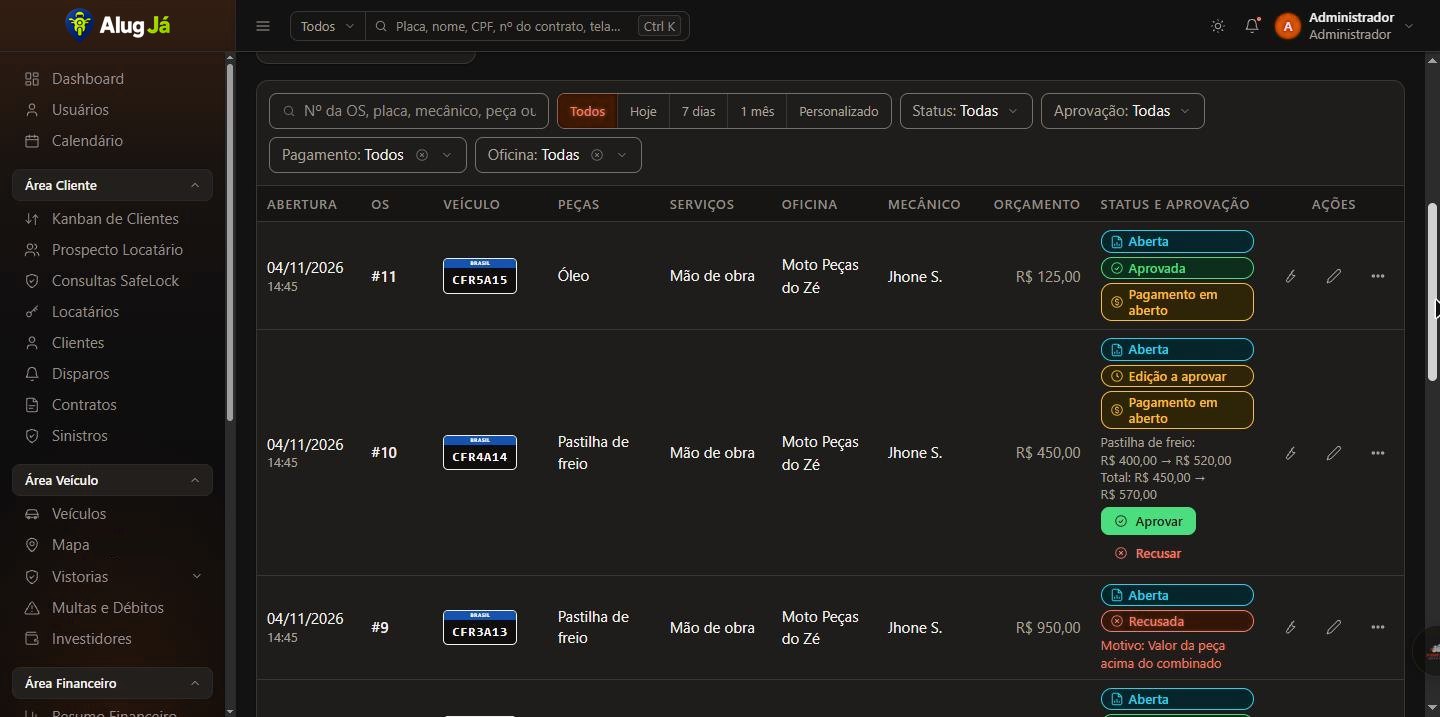 Alug Já
Todos
Placa, nome, CPF, nº do contrato, tela...
Ctrl K
A
Administrador
Administrador
Dashboard
Usuários
Calendário
Área Cliente
Kanban de Clientes
Prospecto Locatário
Consultas SafeLock
Locatários
Clientes
Disparos
Contratos
Sinistros
Área Veículo
Veículos
Mapa
Vistorias
Multas e Débitos
Investidores
Área Financeiro
Resumo Financeiro
Nº da OS, placa, mecânico, peça ou
Todos
Hoje
7 dias
1 mês
Personalizado
Status: Todas
Aprovação: Todas
Pagamento: Todos
Oficina: Todas
ABERTURA OS VEÍCULO PEÇAS SERVIÇOS OFICINA MECÂNICO ORÇAMENTO STATUS E APROVAÇÃO AÇÕES
04/11/2026
14:45
#11
BRASIL
CFR5A15
Óleo
Mão de obra
Moto Peças
do Zé
Jhone S.
R$ 125,00
Aberta
Aprovada
Pagamento em
aberto
04/11/2026
14:45
#10
BRASIL
CFR4A14
Pastilha de
freio
Mão de obra
Moto Peças
do Zé
Jhone S.
R$ 450,00
Aberta
Edição a aprovar
Pagamento em
aberto
Pastilha de freio:
R$ 400,00 → R$ 520,00
Total: R$ 450,00 →
R$ 570,00
Aprovar
Recusar
04/11/2026
14:45
#9
BRASIL
CFR3A13
Pastilha de
freio
Mão de obra
Moto Peças
do Zé
Jhone S.
R$ 950,00
Aberta
Recusada
Motivo: Valor da peça
acima do combinado
Aberta